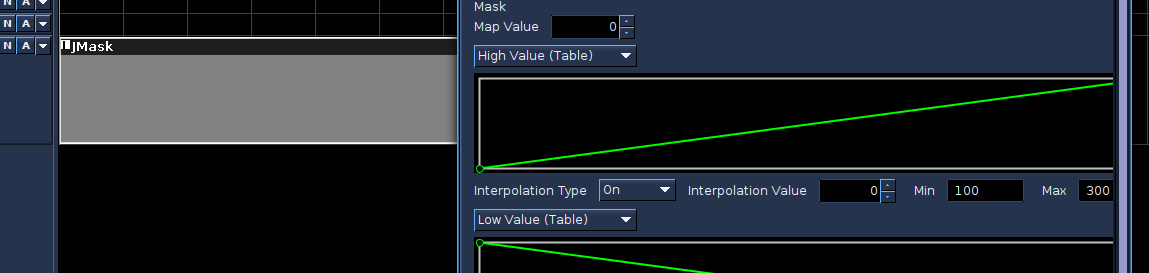 N A
N A
N A
JMask
Mask
Map Value 0
High Value (Table)
Interpolation Type On Interpolation Value 0 Min 100 Max 300
Low Value (Table)